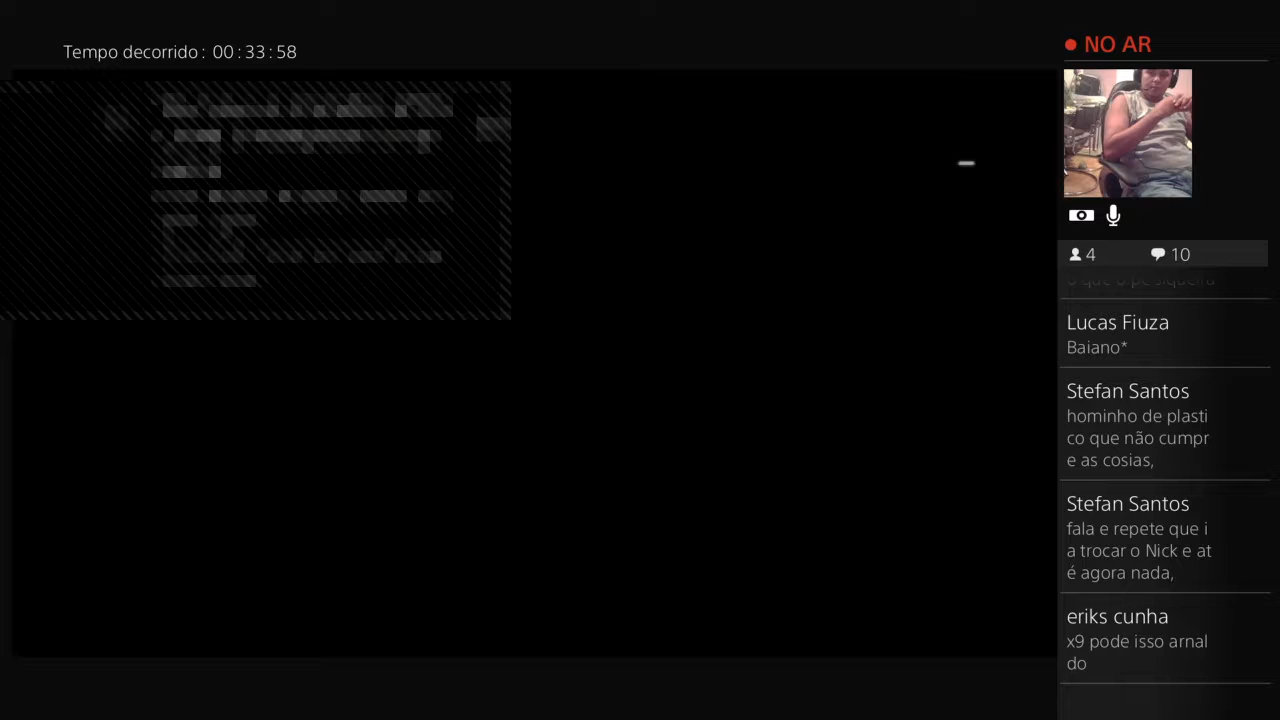 Tempo decorrido : 00 : 33 : 58
NO AR
4
10
Lucas Fiuza
Baiano*
Stefan Santos
hominho de plasti
co que não cumpr
e as cosias,
Stefan Santos
fala e repete que i
a trocar o Nick e at
é agora nada,
eriks cunha
x9 pode isso arnal
do